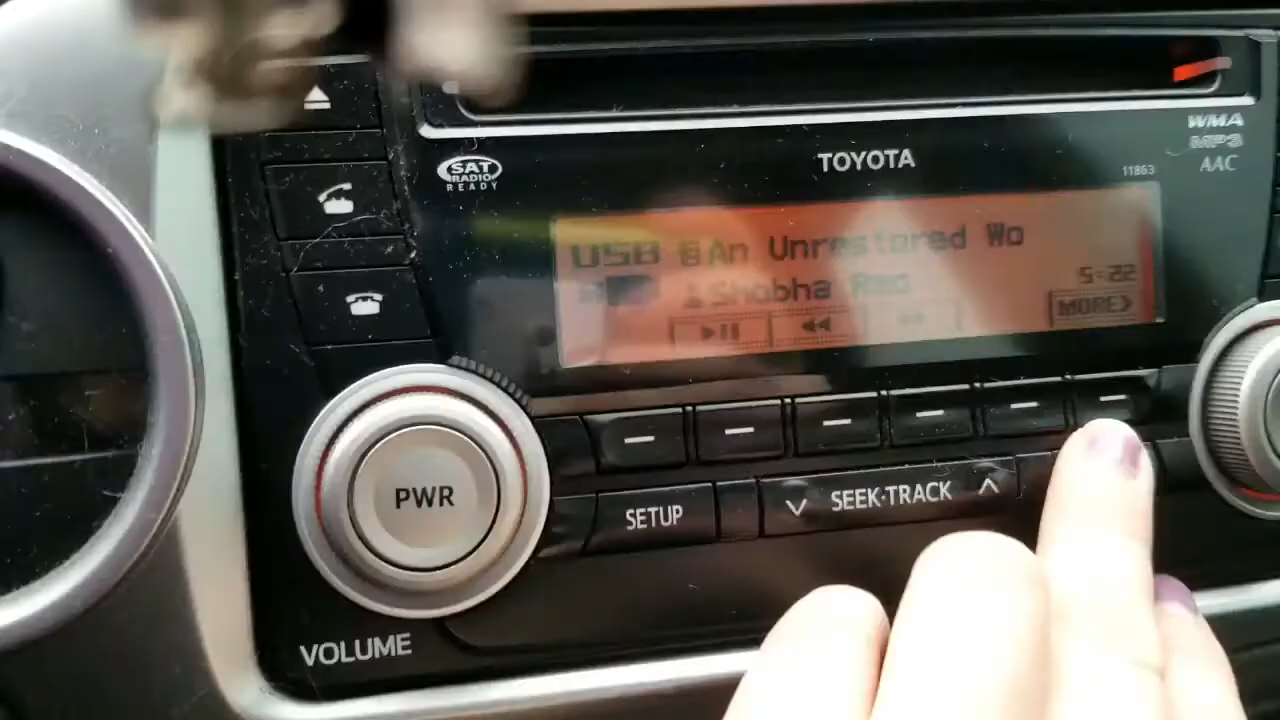 WMA
MP3
AAC
SAT
RADIO
READY
TOYOTA
11863
USB An Unrestored Wo
Shobha Rao
5:22
MORE>
PWR
SETUP
SEEK·TRACK
VOLUME